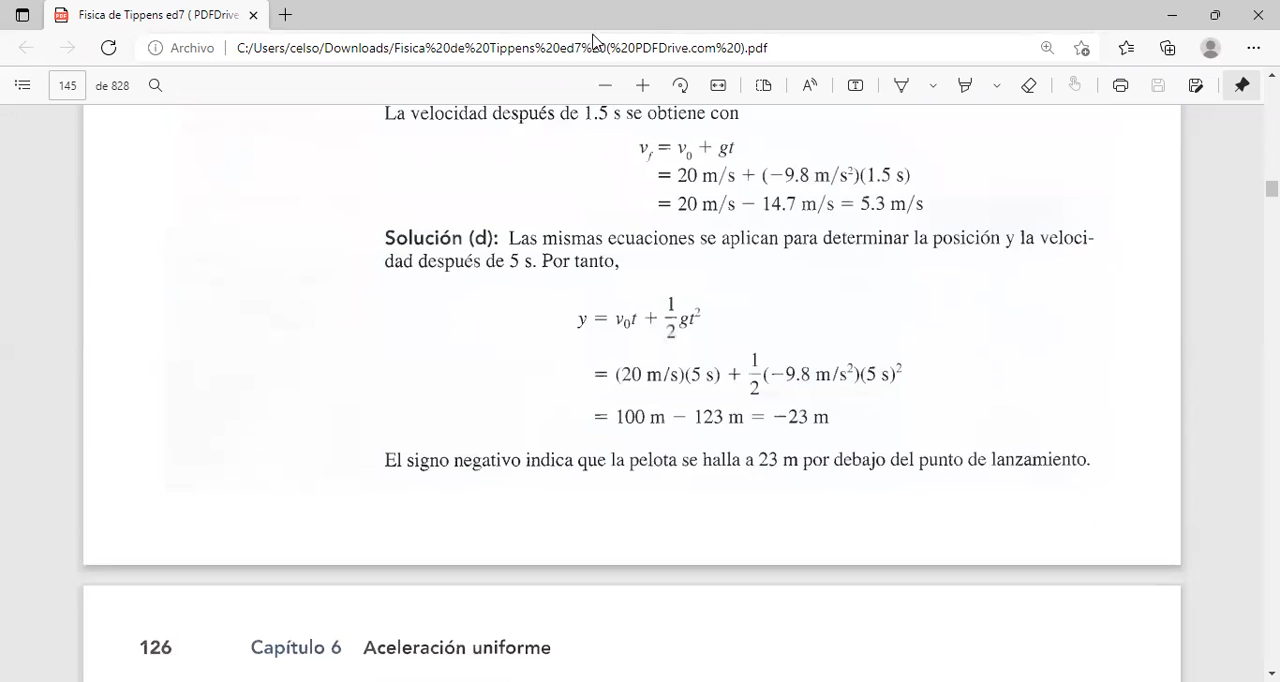 Fisica de Tippens ed7 ( PDFDrive
Archivo
C:/Users/celso/Downloads/Fisica%20de%20Tippens%20ed7%20(%20PDFDrive.com%20).pdf
145
de 828
La velocidad después de 1.5 s se obtiene con
v_f = v_0 + gt
= 20 m/s + (−9.8 m/s²)(1.5 s)
= 20 m/s − 14.7 m/s = 5.3 m/s
Solución (d): Las mismas ecuaciones se aplican para determinar la posición y la veloci-
dad después de 5 s. Por tanto,
y = v₀t + 1/2 gt²
= (20 m/s)(5 s) + 1/2 (−9.8 m/s²)(5 s)²
= 100 m − 123 m = −23 m
El signo negativo indica que la pelota se halla a 23 m por debajo del punto de lanzamiento.
126 Capítulo 6 Aceleración uniforme